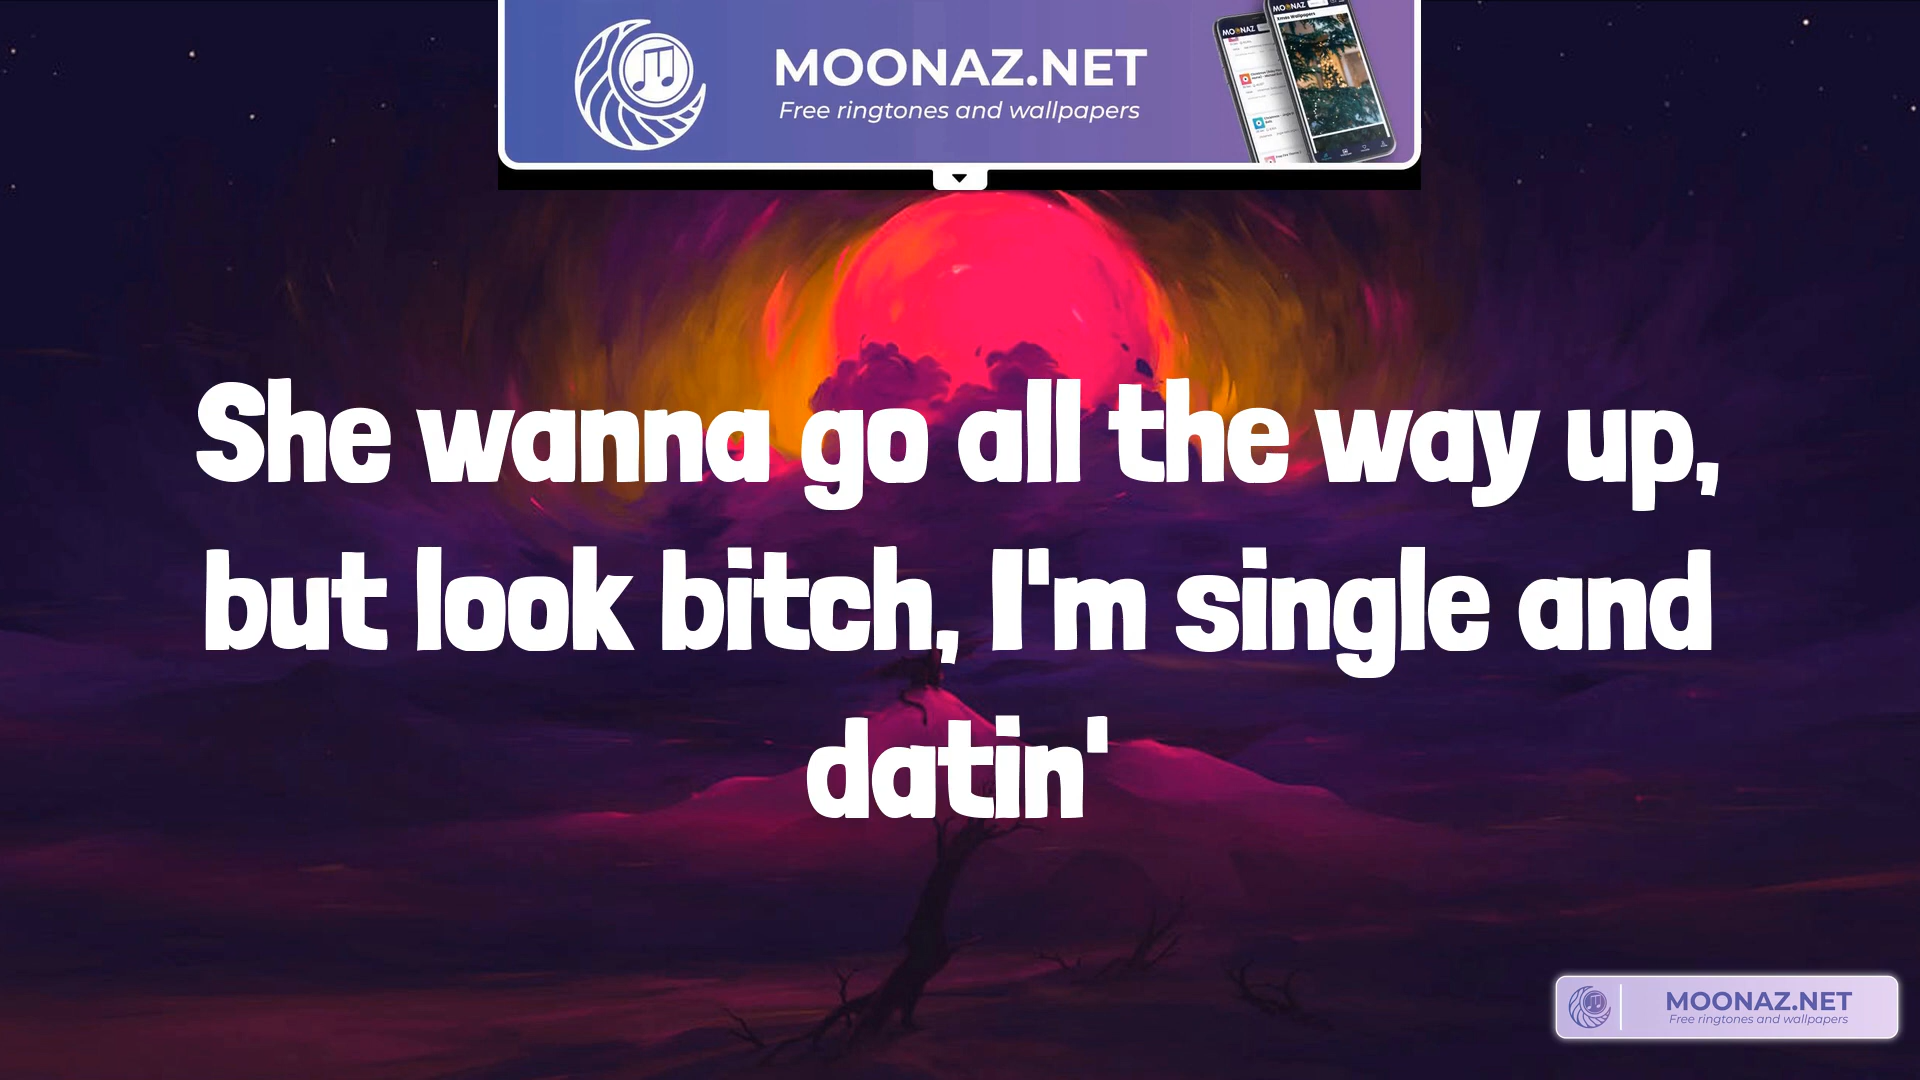 MOONAZ.NET
Free ringtones and wallpapers
She wanna go all the way up,
but look bitch, I'm single and
datin'
MOONAZ.NET
Free ringtones and wallpapers